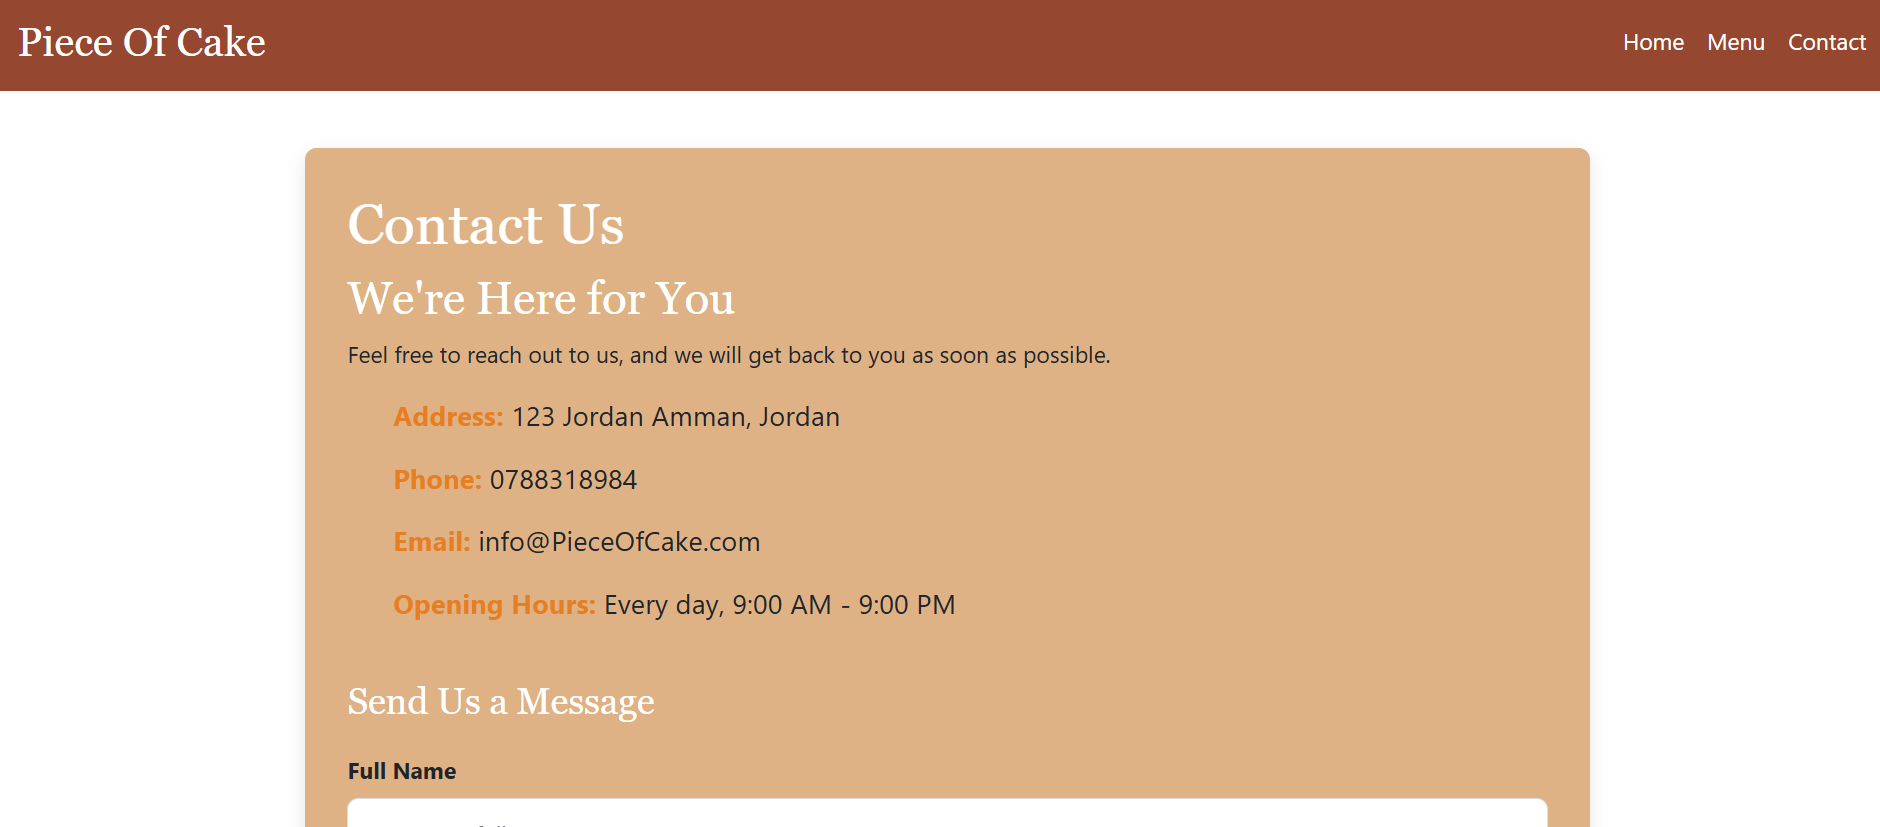 Piece Of Cake
Home Menu Contact
Contact Us
We're Here for You
Feel free to reach out to us, and we will get back to you as soon as possible.
Address: 123 Jordan Amman, Jordan
Phone: 0788318984
Email: info@PieceOfCake.com
Opening Hours: Every day, 9:00 AM - 9:00 PM
Send Us a Message
Full Name